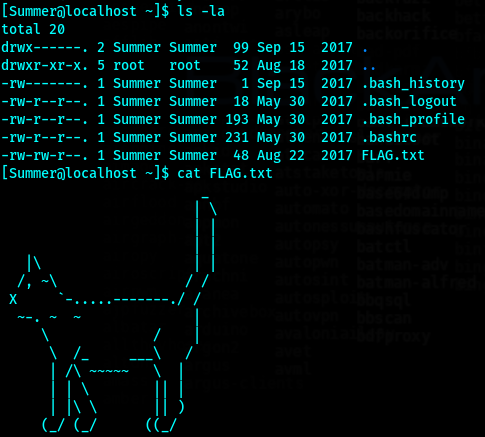 [Summer@localhost ~]$ ls -la
total 20
drwx------. 2 Summer Summer  99 Sep 15  2017 .
drwxr-xr-x. 5 root   root    52 Aug 18  2017 ..
-rw-------. 1 Summer Summer   1 Sep 15  2017 .bash_history
-rw-r--r--. 1 Summer Summer  18 May 30  2017 .bash_logout
-rw-r--r--. 1 Summer Summer 193 May 30  2017 .bash_profile
-rw-r--r--. 1 Summer Summer 231 May 30  2017 .bashrc
-rw-rw-r--. 1 Summer Summer  48 Aug 22  2017 FLAG.txt
[Summer@localhost ~]$ cat FLAG.txt